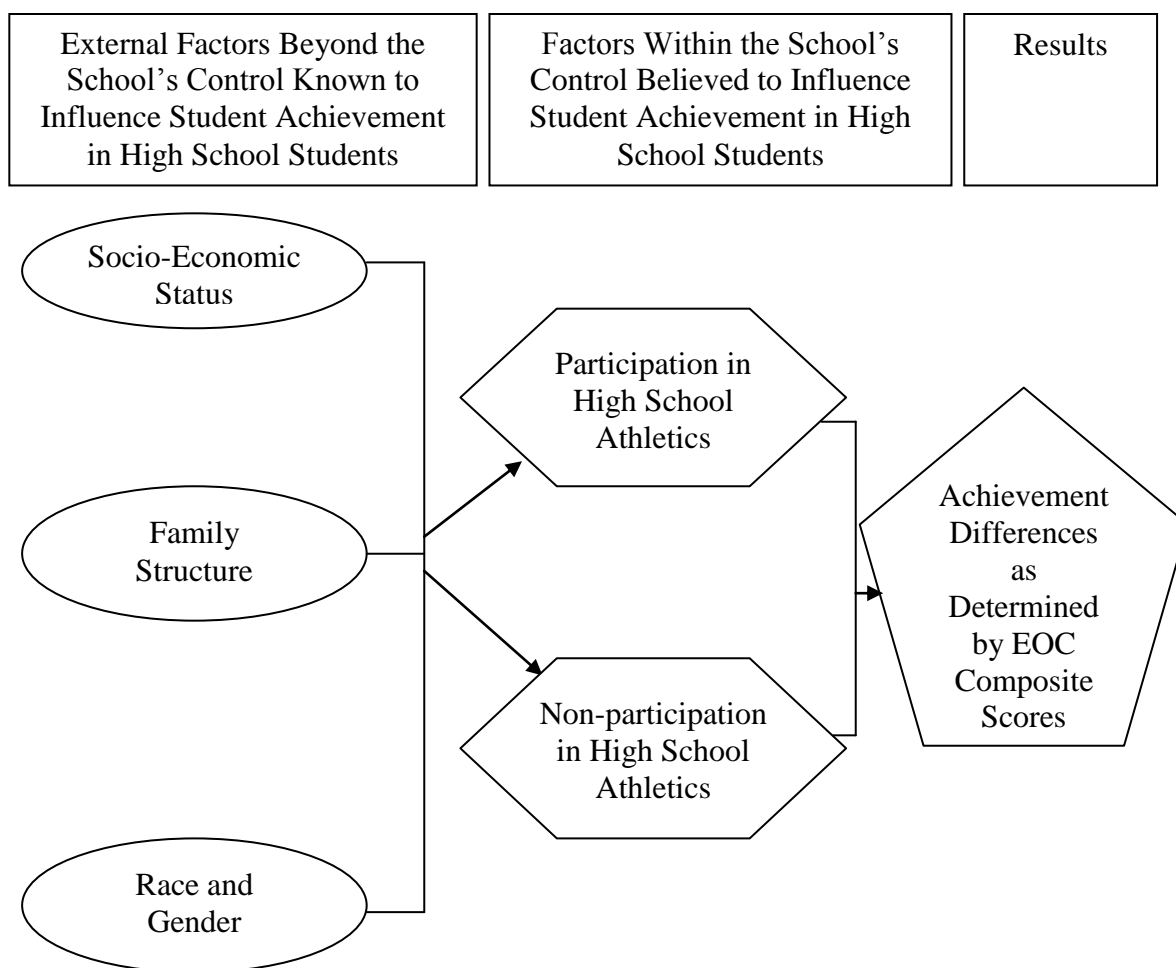 External Factors Beyond the
School’s Control Known to
Influence Student Achievement
in High School Students
Factors Within the School’s
Control Believed to Influence
Student Achievement in High
School Students
Results
Socio-Economic
Status
Family
Structure
Race and
Gender
Participation in
High School
Athletics
Non-participation
in High School
Athletics
Achievement
Differences
as
Determined
by EOC
Composite
Scores